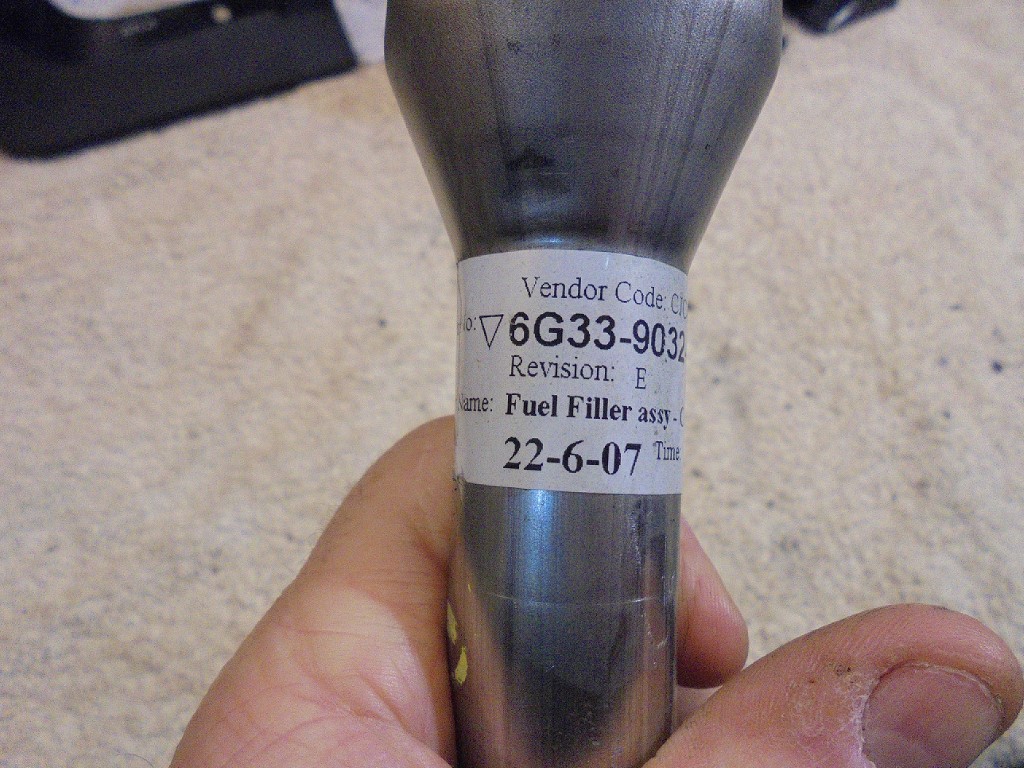 Vendor Code:
6G33-9032
Revision: E
Fuel Filler assy -
22-6-07 Time: